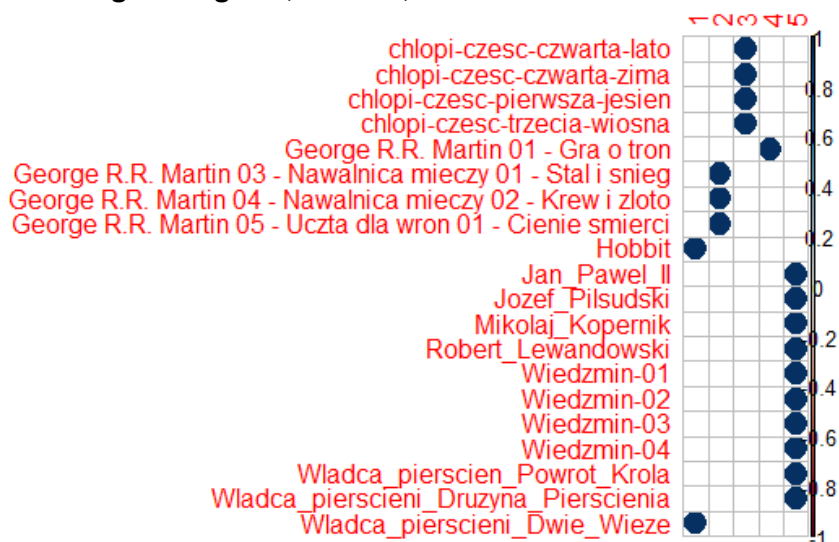 1 2 3 4 5
chlopi-czesc-czwarta-lato
chlopi-czesc-czwarta-zima
chlopi-czesc-pierwsza-jesien
chlopi-czesc-trzecia-wiosna
George R.R. Martin 01 - Gra o tron
George R.R. Martin 03 - Nawalnica mieczy 01 - Stal i snieg
George R.R. Martin 04 - Nawalnica mieczy 02 - Krew i zloto
George R.R. Martin 05 - Uczta dla wron 01 - Cienie smierci
Hobbit
Jan_Pawel_II
Jozef_Pilsudski
Mikolaj_Kopernik
Robert_Lewandowski
Wiedzmin-01
Wiedzmin-02
Wiedzmin-03
Wiedzmin-04
Wladca_pierscien_Powrot_Krola
Wladca_pierscieni_Druzyna_Pierscienia
Wladca_pierscieni_Dwie_Wieze
1
0.8
0.6
0.4
0.2
0
-0.2
-0.4
-0.6
-0.8
-1